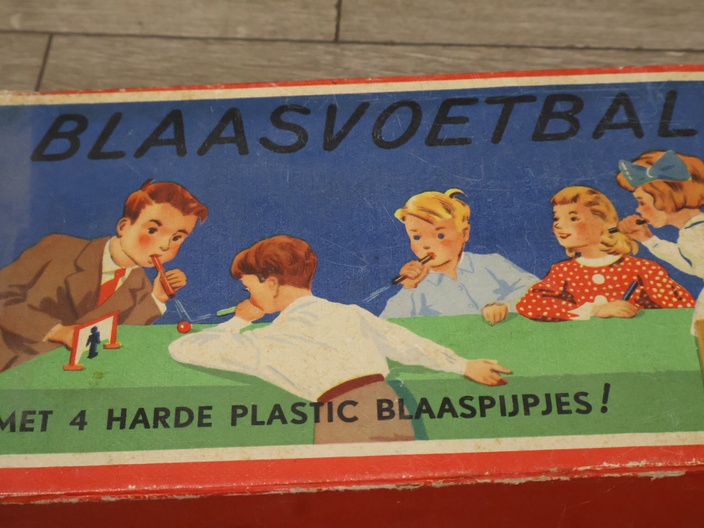 BLAASVOETBAL
MET 4 HARDE PLASTIC BLAASPIJPJES!